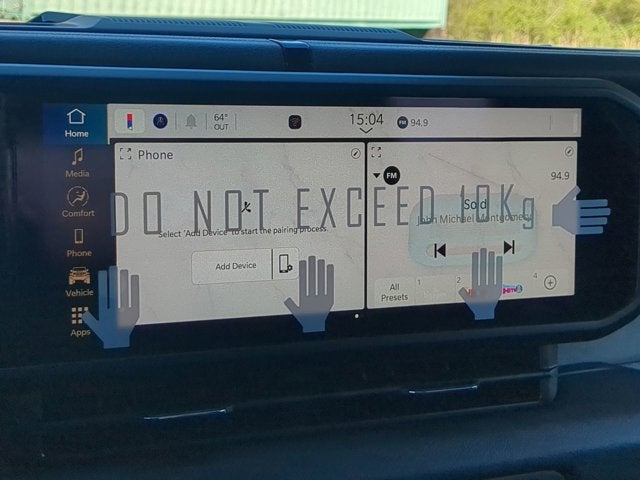 Home
64°
OUT
15:04
FM 94.9
Media
Phone
FM
94.9
DO NOT EXCEED 10Kg
Comfort
Sold
John Michael Montgomery
Select 'Add Device' to start the pairing process.
Phone
Add Device
Vehicle
All
Presets
1
2
4
Apps